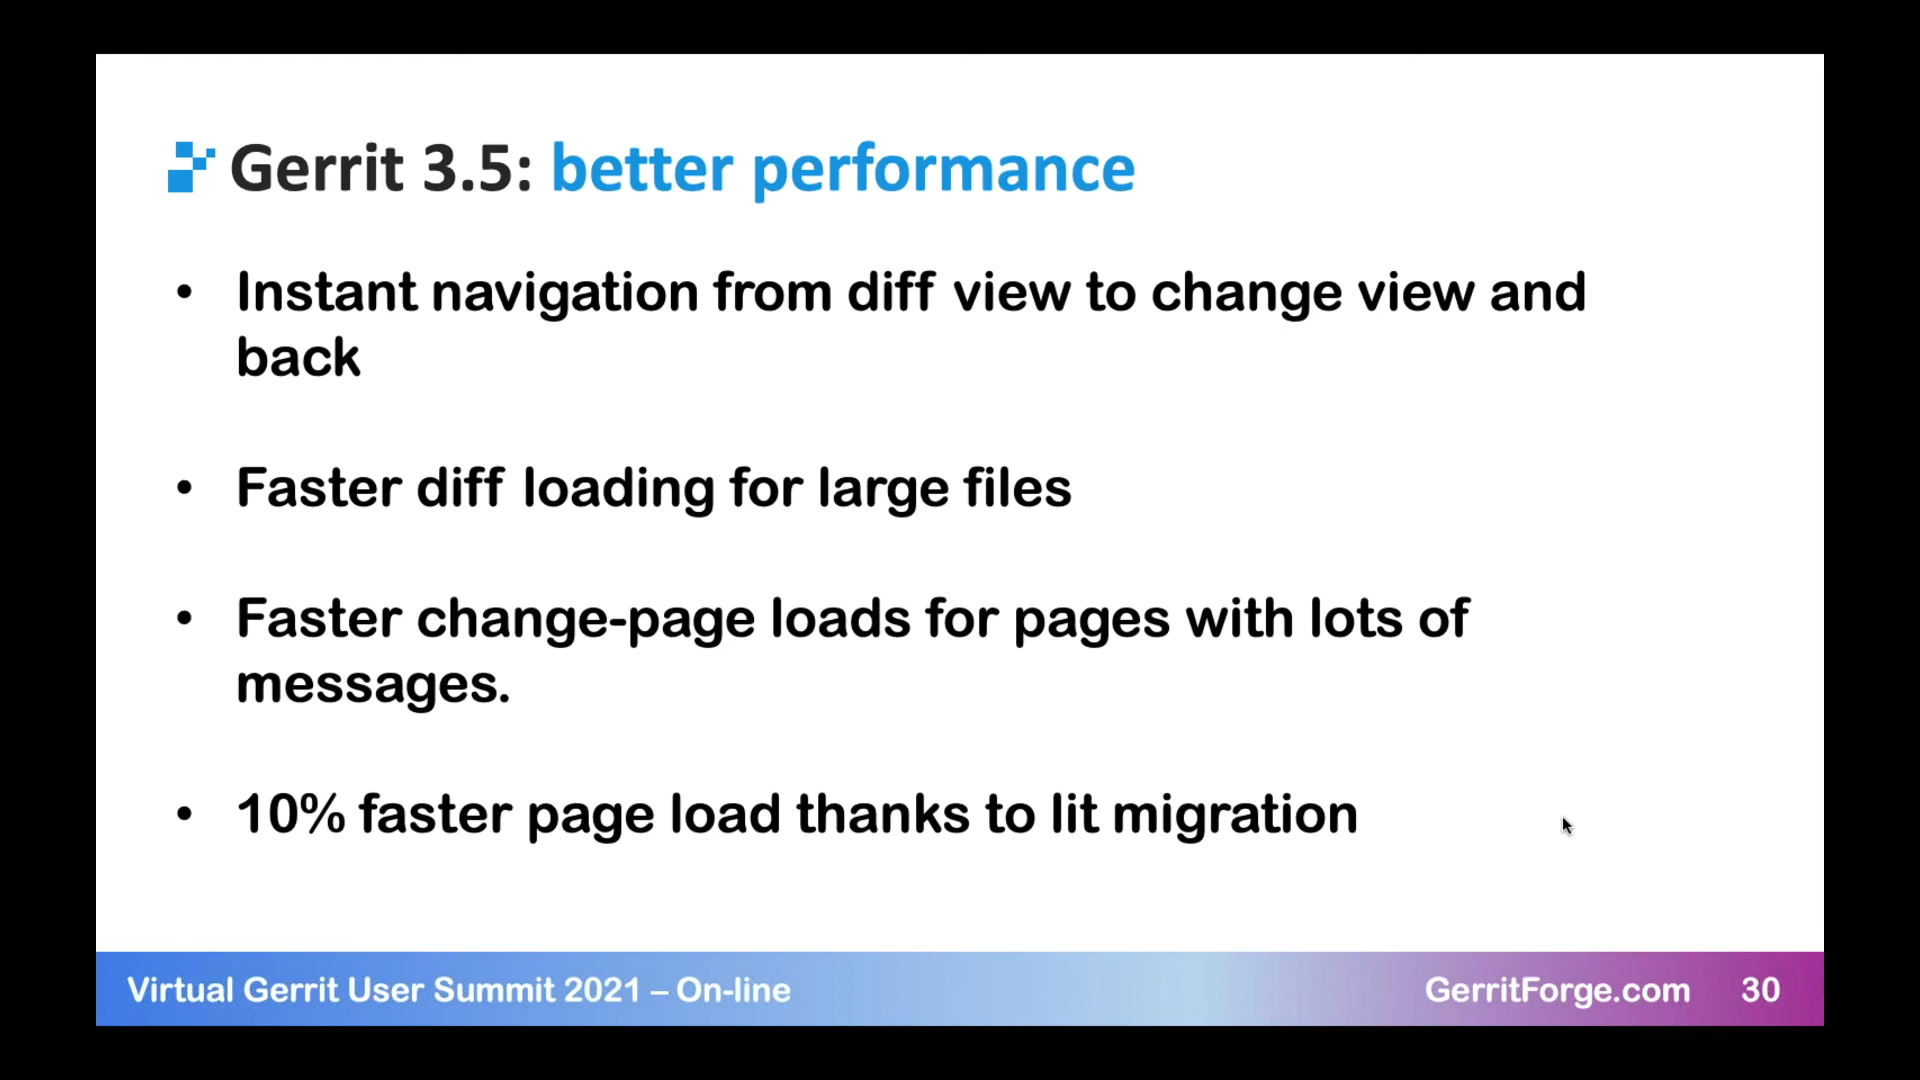 Gerrit 3.5: better performance
• Instant navigation from diff view to change view and
back
• Faster diff loading for large files
• Faster change-page loads for pages with lots of
messages.
• 10% faster page load thanks to lit migration
Virtual Gerrit User Summit 2021 – On-line
GerritForge.com 30